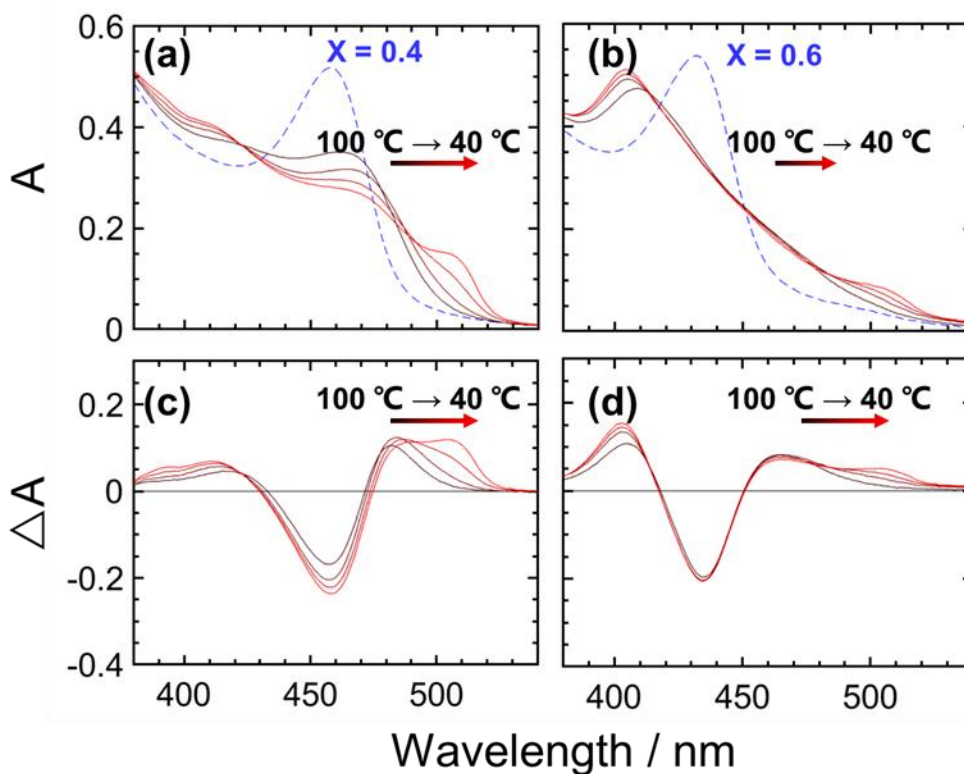 0.6
(a)
X = 0.4
(b)
X = 0.6
0.4
100 ℃ → 40 ℃
100 ℃ → 40 ℃
A
0.2
0
(c)
100 ℃ → 40 ℃
(d)
100 ℃ → 40 ℃
0.2
△A
0
-0.2
-0.4
400 450 500 400 450 500
Wavelength / nm